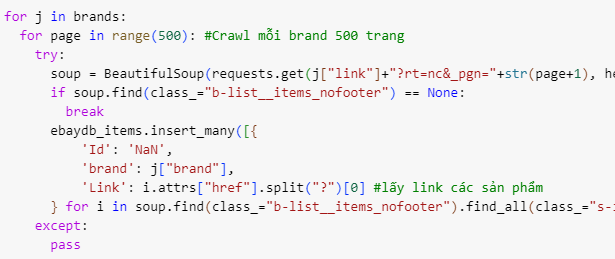 for j in brands:
  for page in range(500): #Crawl mỗi brand 500 trang
    try:
      soup = BeautifulSoup(requests.get(j["link"]+"?rt=nc&_pgn="+str(page+1), he
      if soup.find(class_="b-list__items_nofooter") == None:
        break
      ebaydb_items.insert_many([{
          'Id': 'NaN',
          'brand': j["brand"],
          'Link': i.attrs["href"].split("?")[0] #lấy link các sản phẩm
      } for i in soup.find(class_="b-list__items_nofooter").find_all(class_="s-
    except:
      pass